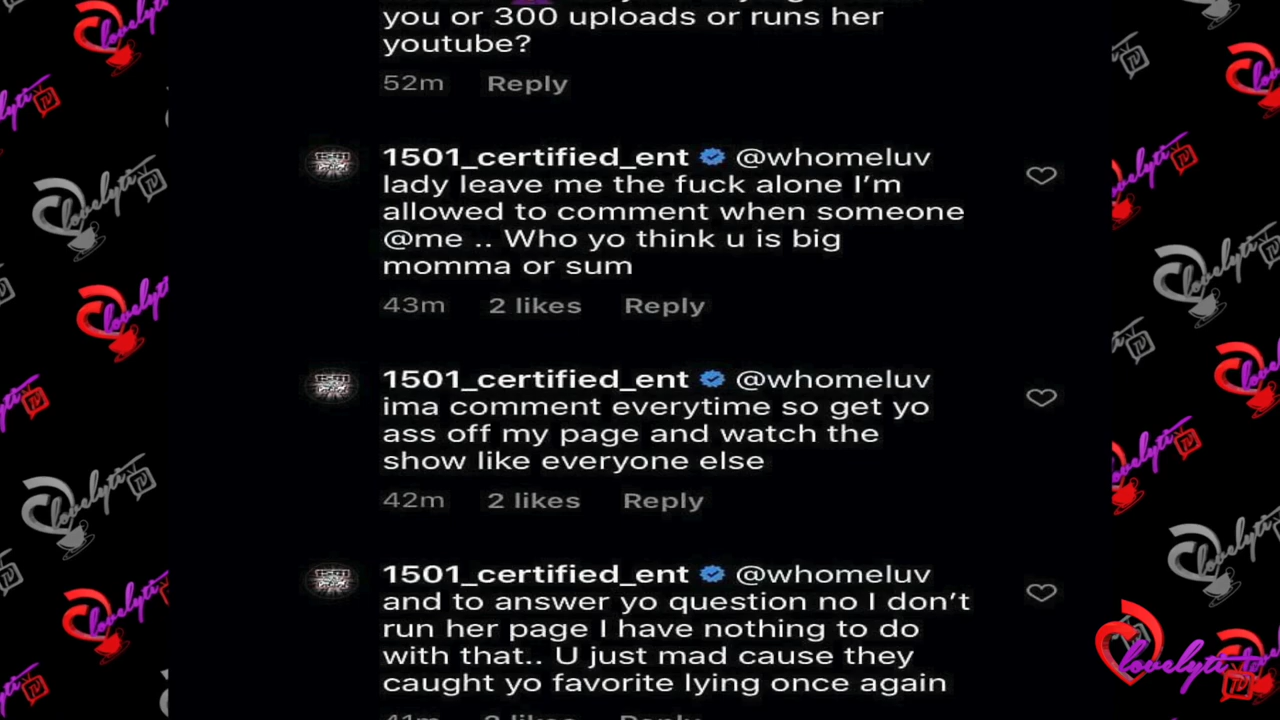 you or 300 uploads or runs her
youtube?
52m Reply
1501_certified_ent @whomeluv
lady leave me the fuck alone I’m
allowed to comment when someone
@me .. Who yo think u is big
momma or sum
43m 2 likes Reply
1501_certified_ent @whomeluv
ima comment everytime so get yo
ass off my page and watch the
show like everyone else
42m 2 likes Reply
1501_certified_ent @whomeluv
and to answer yo question no I don’t
run her page I have nothing to do
with that.. U just mad cause they
caught yo favorite lying once again
lovelyti
TV